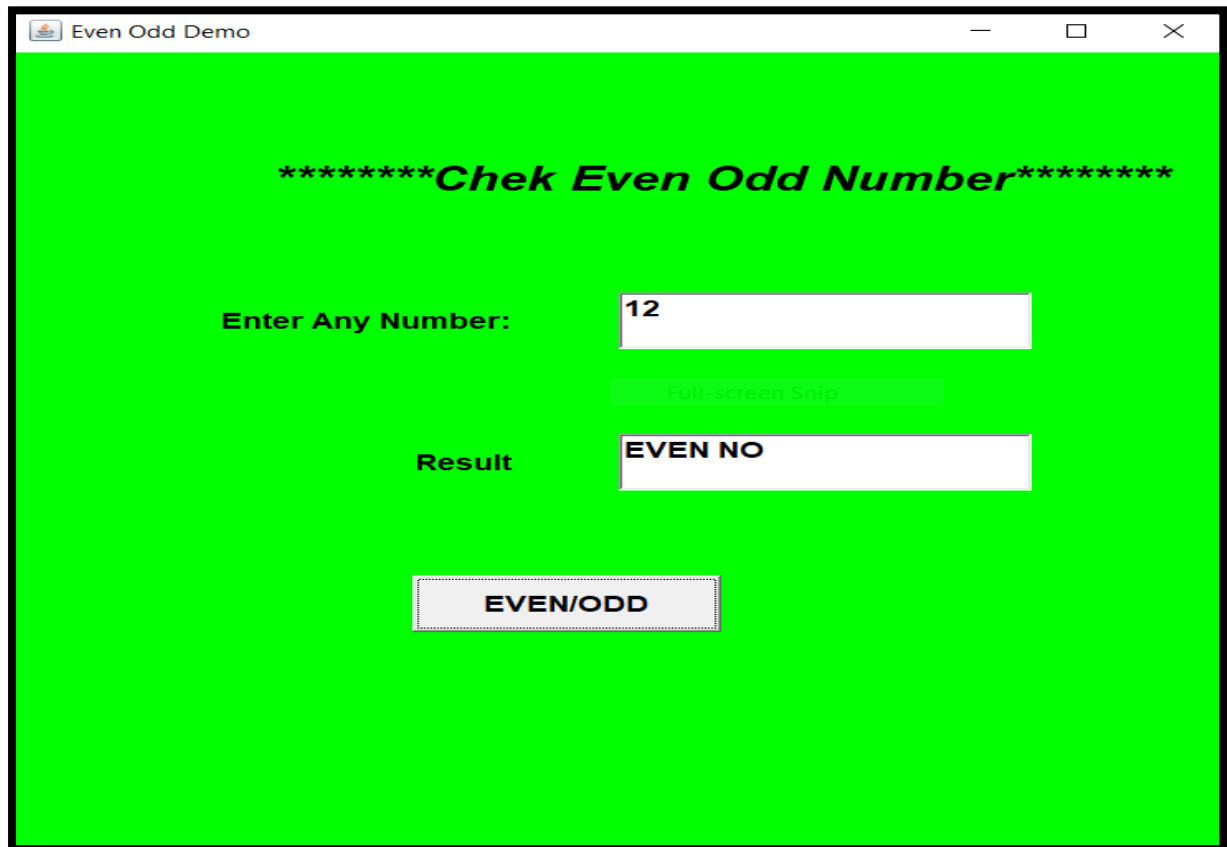 Even Odd Demo
********Chek Even Odd Number********
Enter Any Number:
12
Full-screen Snip
Result
EVEN NO
EVEN/ODD